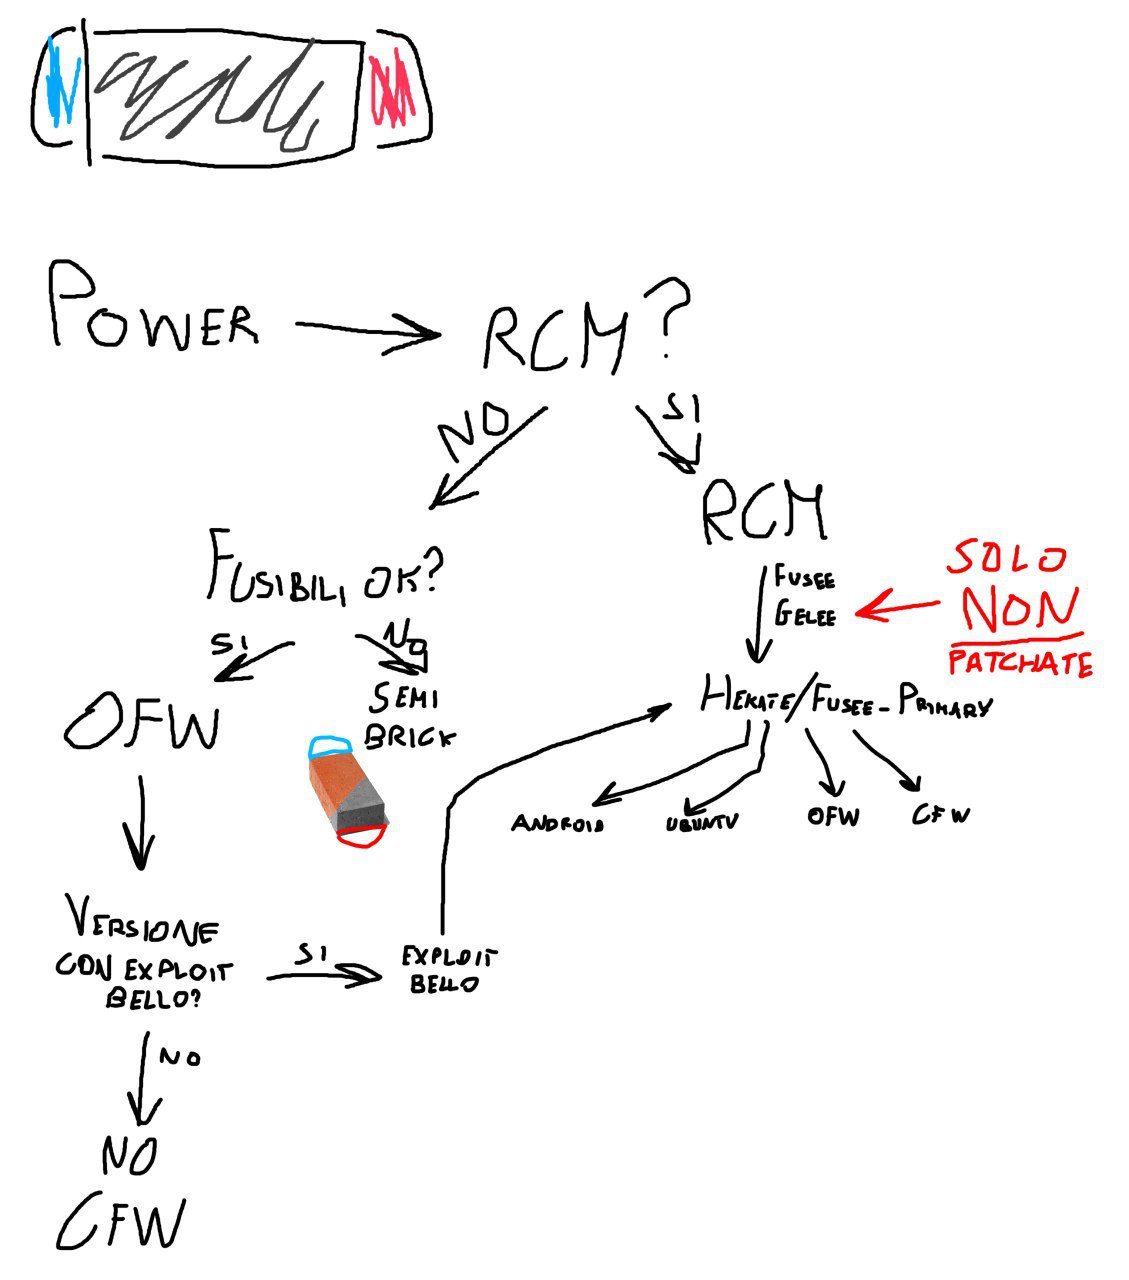 POWER
RCM?
NO
SI
RCM
FUSIBILI OK?
SI
NO
FUSEE
GELEE
SOLO
NON
PATCHATE
OFW
SEMI
BRICK
HEKATE/FUSEE-PRIMARY
ANDROID
UBUNTU
OFW
CFW
VERSIONE
CON EXPLOIT
BELLO?
SI
EXPLOIT
BELLO
NO
NO
CFW